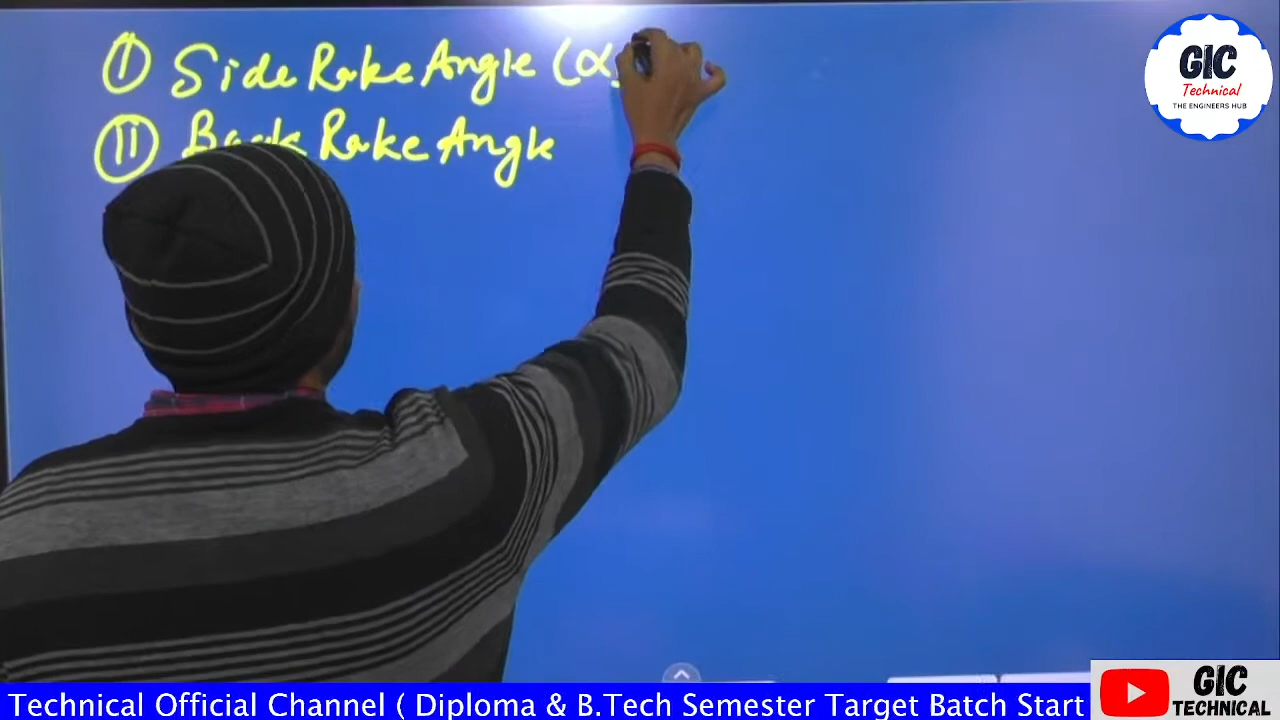 ① Side Rake Angle (α
② Back Rake Angle
GIC
Technical
THE ENGINEERS HUB
Technical Official Channel ( Diploma & B.Tech Semester Target Batch Start
GIC
TECHNICAL